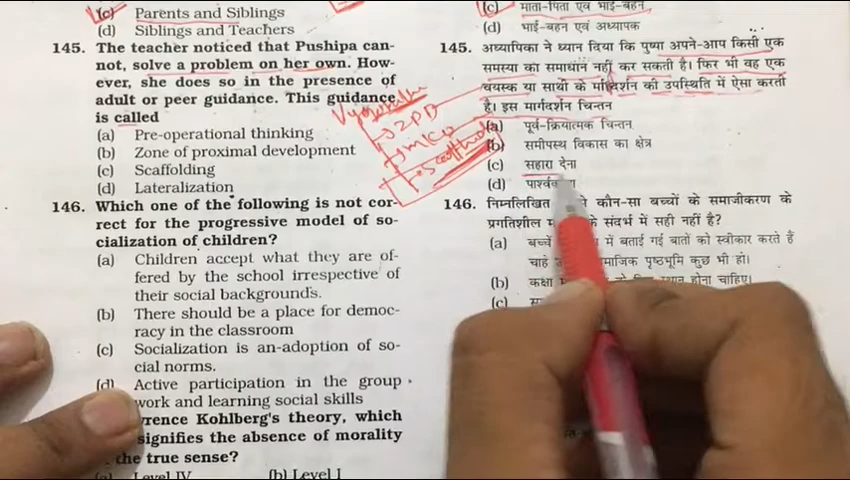 (c) Parents and Siblings
(d) Siblings and Teachers
145. The teacher noticed that Pushipa can-
not, solve a problem on her own. How-
ever, she does so in the presence of
adult or peer guidance. This guidance
is called
(a) Pre-operational thinking
(b) Zone of proximal development
(c) Scaffolding
(d) Lateralization
146. Which one of the following is not cor-
rect for the progressive model of so-
cialization of children?
(a) Children accept what they are of-
fered by the school irrespective of
their social backgrounds.
(b) There should be a place for democ-
racy in the classroom
(c) Socialization is an-adoption of so-
cial norms.
(d) Active participation in the group
work and learning social skills
Kohlberg's theory, which
signifies the absence of morality
the true sense?
Level IV (b) Level I
ZPD
MKO
(c) माता-पिता एवं भाई-बहन
(d) भाई-बहन एवं अध्यापक
145. अध्यापिका ने ध्यान दिया कि पुष्पा अपने-आप किसी एक
समस्या का समाधान नहीं कर सकती है। फिर भी वह एक
वयस्क या साथी के मार्गदर्शन की उपस्थिति में ऐसा करती
है। इस मार्गदर्शन चिन्तन
(a) पूर्व-क्रियात्मक चिन्तन
(b) समीपस्थ विकास का क्षेत्र
(c) सहारा देना
(d)
146. निम्नलिखित कौन-सा बच्चों के समाजीकरण के
प्रगतिशील के संदर्भ में सही नहीं है?
(a) बच्चे में बताई गई बातों को स्वीकार करते हैं
चाहे पृष्ठभूमि कुछ भी हो।
(b) कक्षा होना चाहिए।
(c)